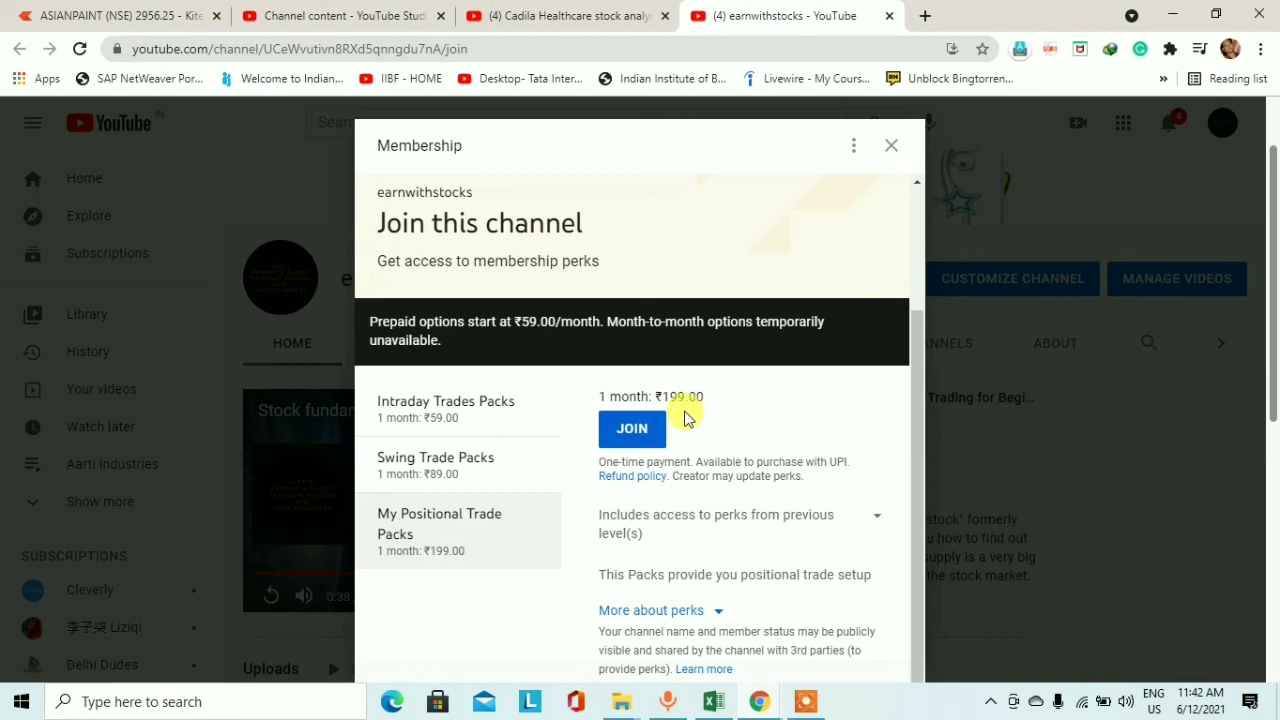 Kites - Zerodha
ARIES 2956.25 - Kit
YouTube Studio
YouTube
(4) earnwithstocks - YouTube
youtube.com/channel/UCeWvutivn8RXd5qnngdu7nA/join
Apps
SAP NetWeaver Por...
Welcome to Indian...
IIBF - HOME
Desktop- Tata Inter...
Indian Institute of B...
Livewire - My Cours...
Unblock Bingtorren...
»
Reading list
YouTube IN
Sear
4
Home
Explore
Subscriptions
Library
History
Your videos
Watch later
Aarti Industries
Show more
SUBSCRIPTIONS
Cleverly
李子柒 Liziqi
Delhi Dudes
e
CUSTOMIZE CHANNEL
MANAGE VIDEOS
HOME
ANNELS
ABOUT
Stock fundar
0:38
Trading for Begi...
stock" formerly
u how to find out
supply is a very big
the stock market.
Uploads
Membership
earnwithstocks
Join this channel
Get access to membership perks
Prepaid options start at ₹59.00/month. Month-to-month options temporarily
unavailable.
Intraday Trades Packs
1 month: ₹59.00
Swing Trade Packs
1 month: ₹89.00
My Positional Trade
Packs
1 month: ₹199.00
1 month: ₹199.00
JOIN
One-time payment. Available to purchase with UPI.
Refund policy. Creator may update perks.
Includes access to perks from previous
level(s)
This Packs provide you positional trade setup
More about perks
Your channel name and member status may be publicly
visible and shared by the channel with 3rd parties (to
provide perks). Learn more
Type here to search
ENG
US
11:42 AM
6/12/2021